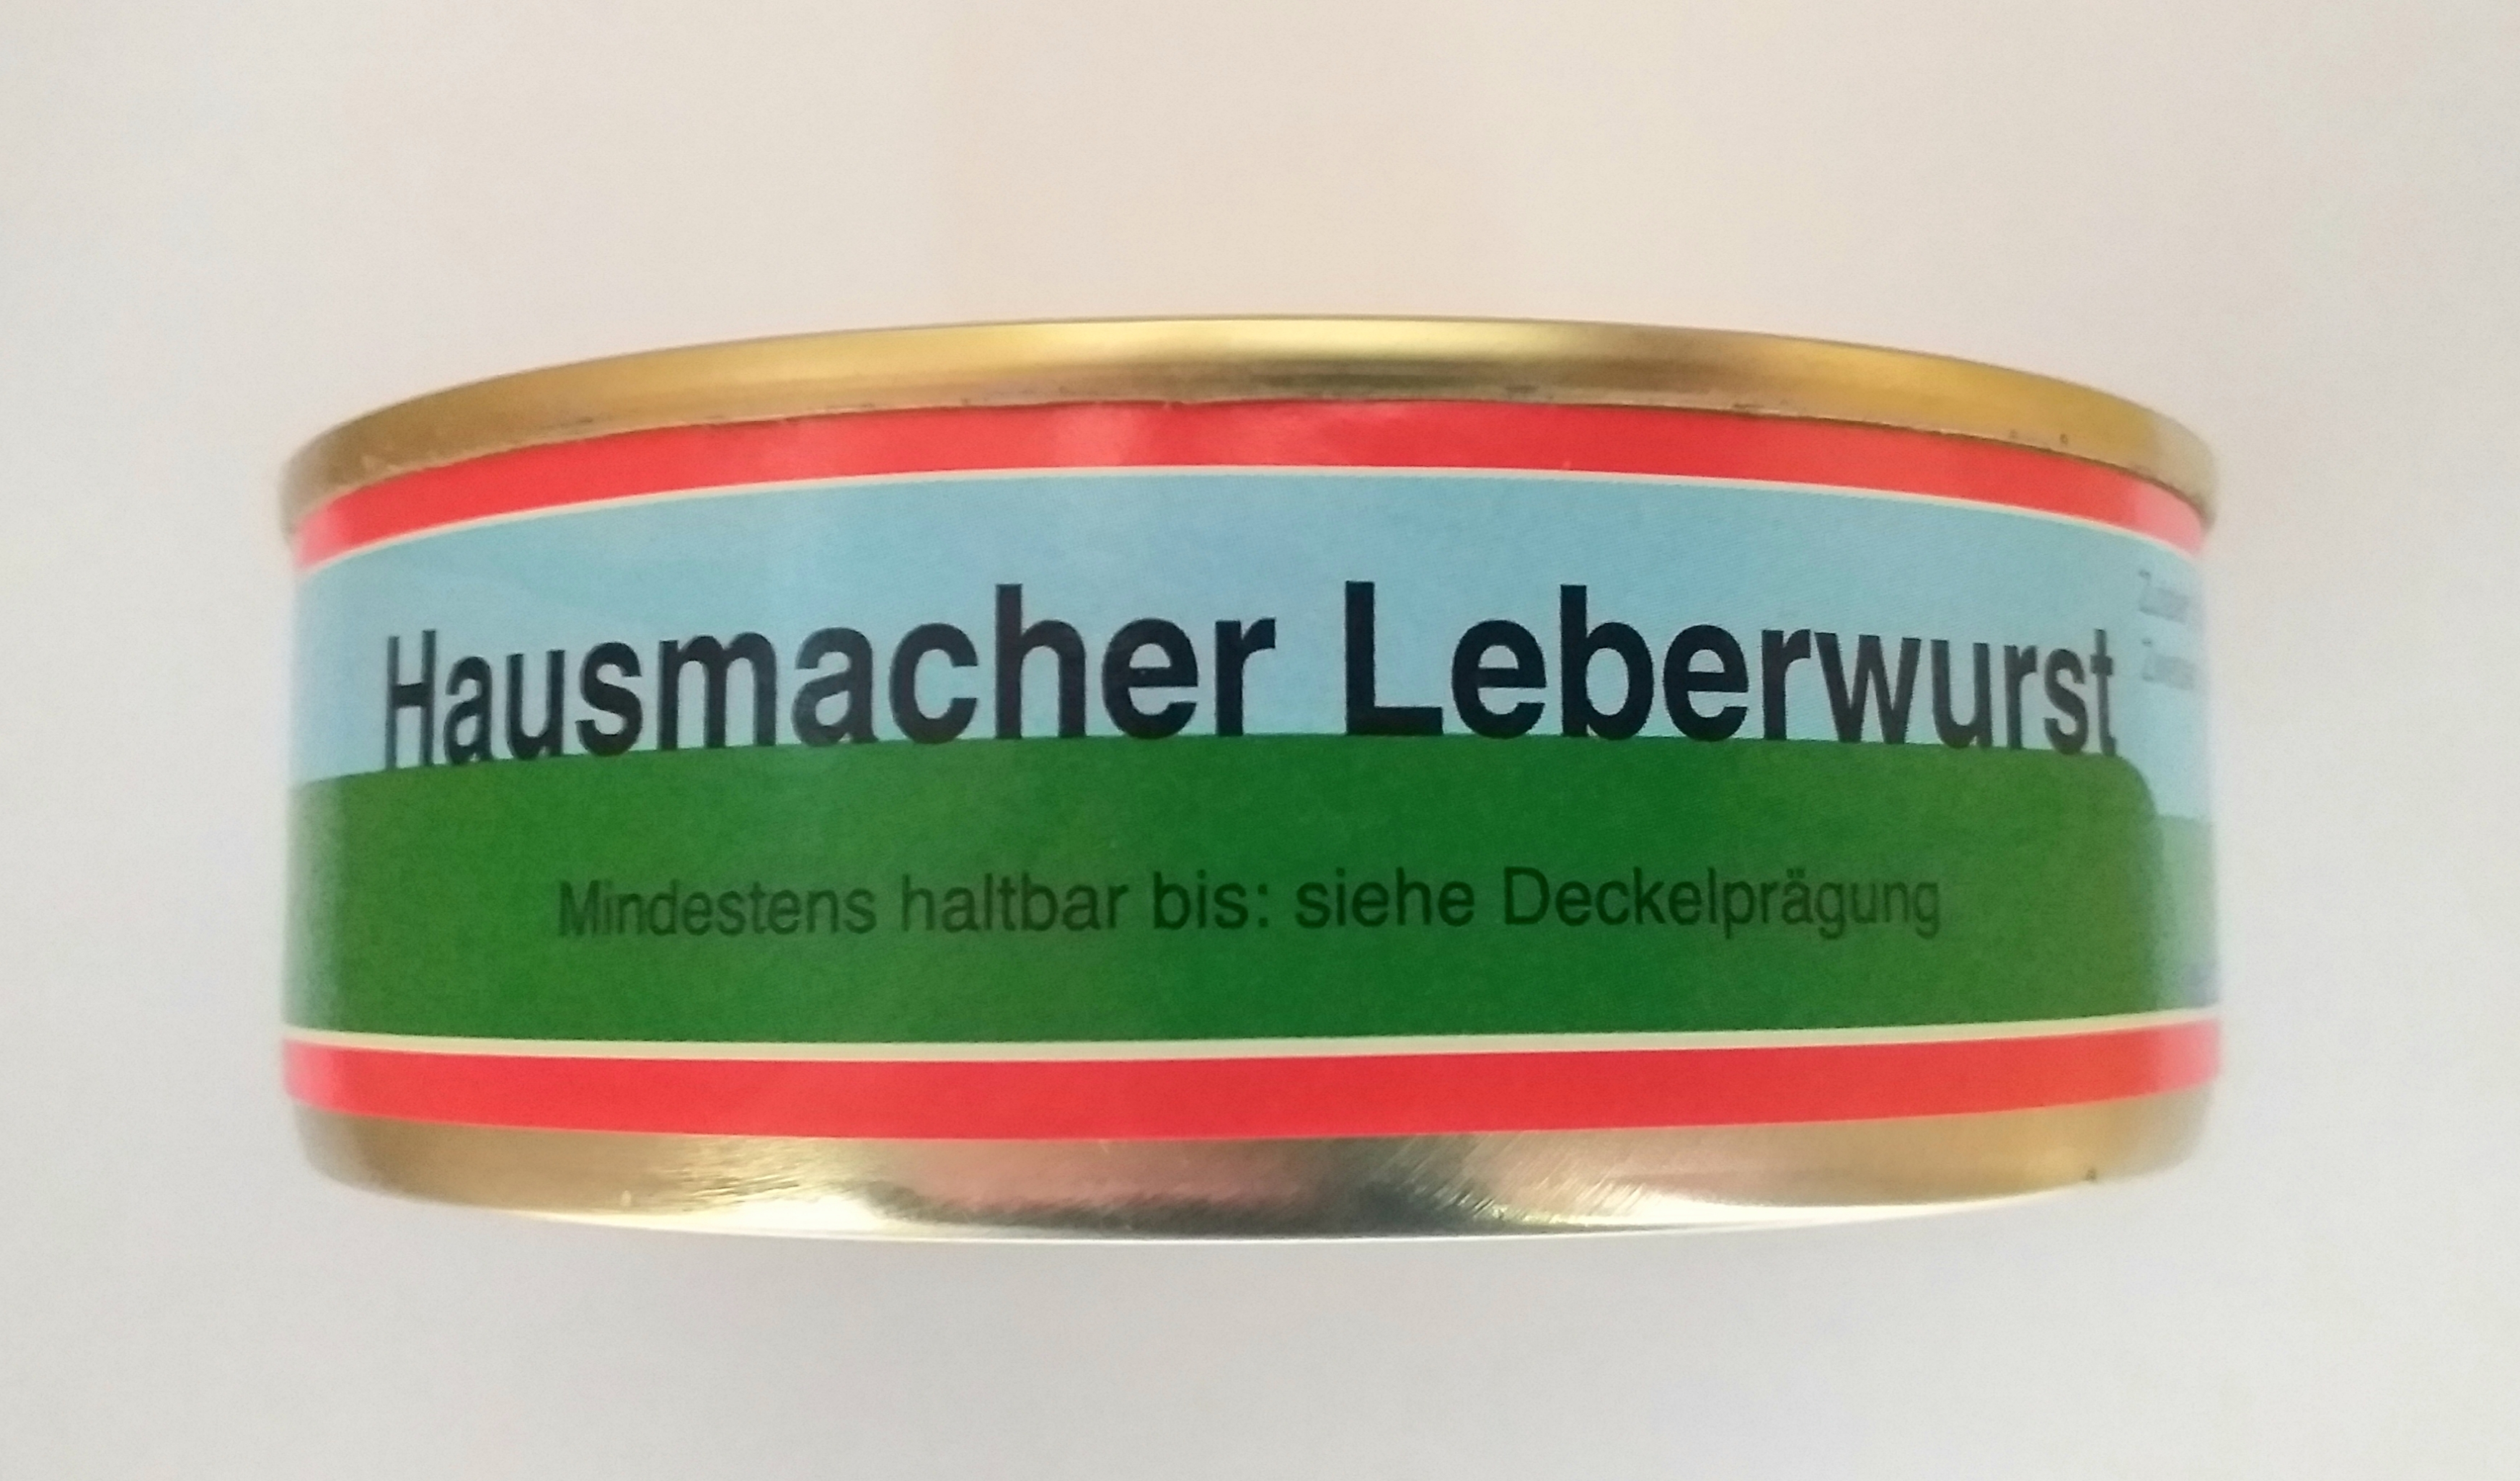 Hausmacher Leberwurst
Mindestens haltbar bis: siehe Deckelprägung